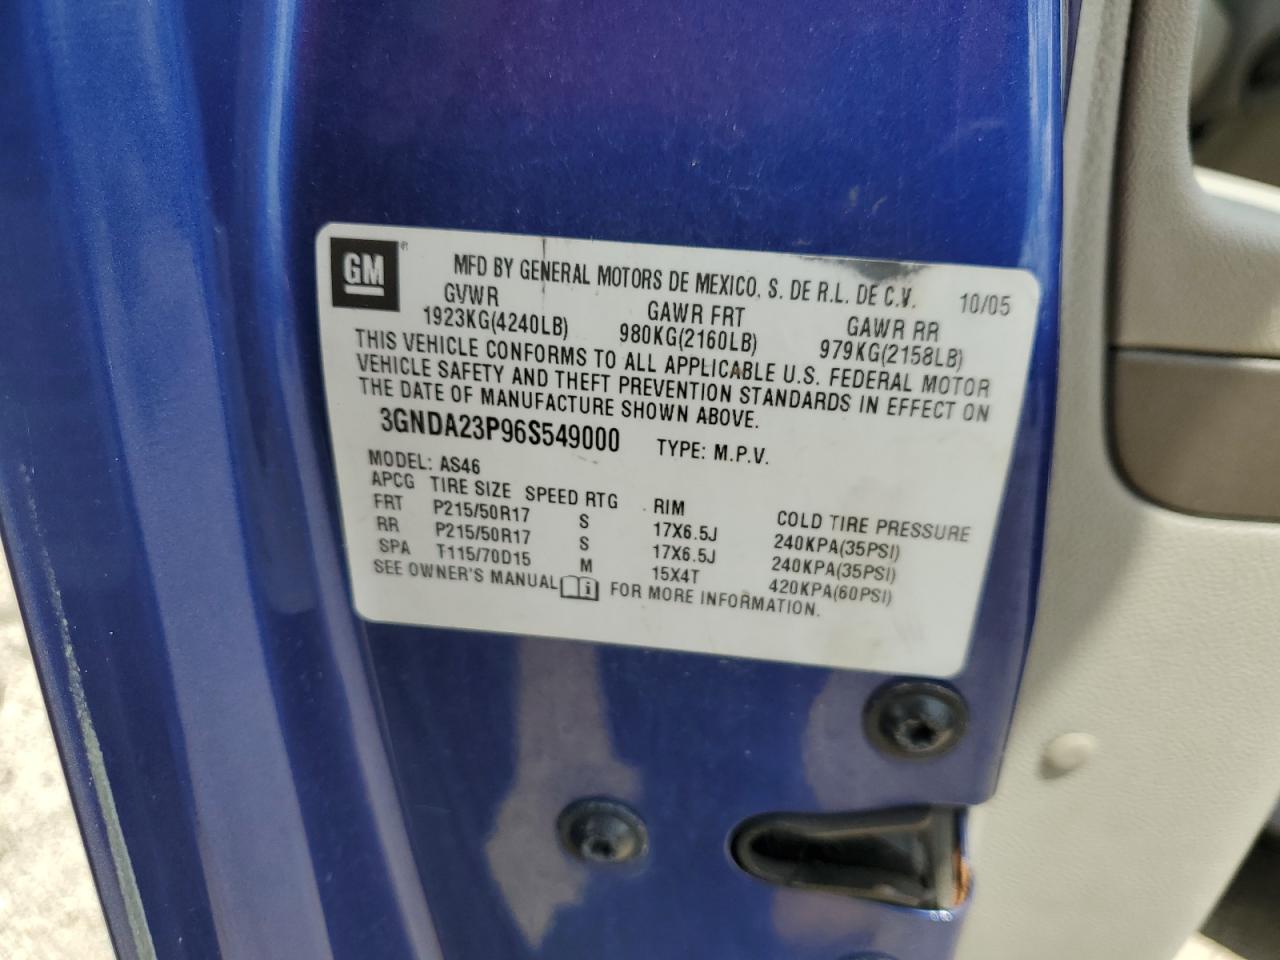 GM
MFD BY GENERAL MOTORS DE MEXICO, S. DE R.L. DE C.V. 10/05
GVWR GAWR FRT GAWR RR
1923KG(4240LB) 980KG(2160LB) 979KG(2158LB)
THIS VEHICLE CONFORMS TO ALL APPLICABLE U.S. FEDERAL MOTOR
VEHICLE SAFETY AND THEFT PREVENTION STANDARDS IN EFFECT ON
THE DATE OF MANUFACTURE SHOWN ABOVE.
3GNDA23P96S549000 TYPE: M.P.V.
MODEL: AS46
APCG TIRE SIZE SPEED RTG RIM COLD TIRE PRESSURE
FRT P215/50R17 S 17X6.5J 240KPA(35PSI)
RR P215/50R17 S 17X6.5J 240KPA(35PSI)
SPA T115/70D15 M 15X4T 420KPA(60PSI)
SEE OWNER'S MANUAL FOR MORE INFORMATION.